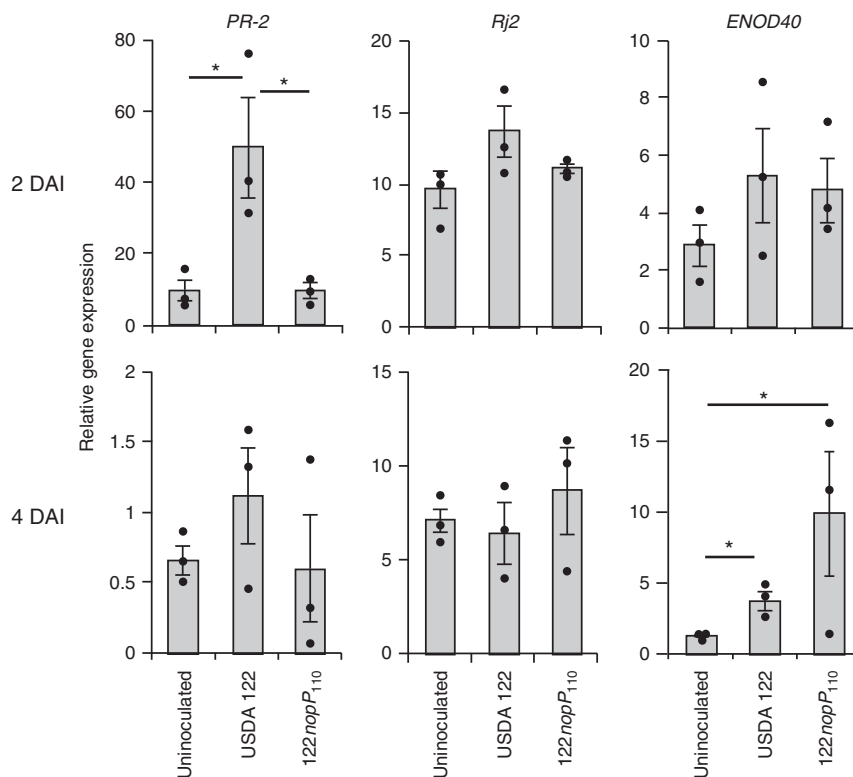 PR-2
Rj2
ENOD40
Relative gene expression
2 DAI
80
60
40
20
0
*
*
20
15
10
5
0
10
8
6
4
2
0
4 DAI
2
1.5
1
0.5
0
15
10
5
0
20
15
10
5
0
*
*
Uninoculated
USDA 122
122nopP110
Uninoculated
USDA 122
122nopP110
Uninoculated
USDA 122
122nopP110